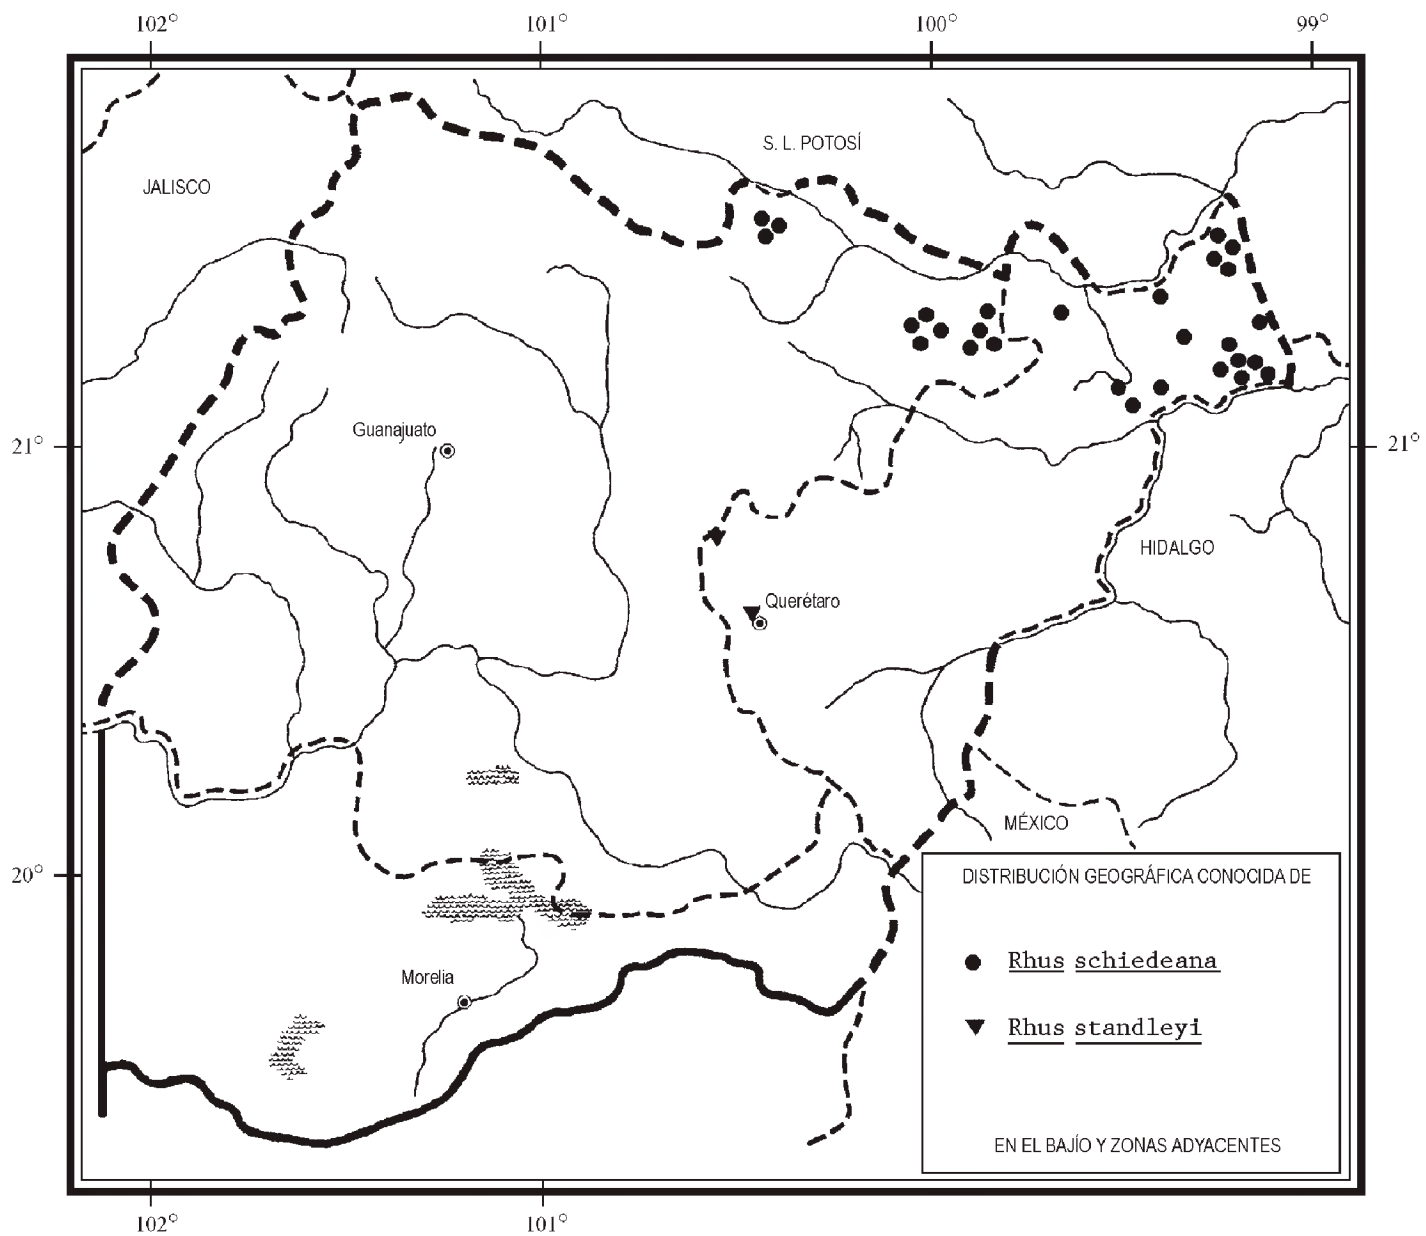 102° 101° 100° 99°
S. L. POTOSÍ
JALISCO
Guanajuato
21° 21°
HIDALGO
Querétaro
MÉXICO
20°
DISTRIBUCIÓN GEOGRÁFICA CONOCIDA DE
Rhus schiedeana
Morelia
Rhus standleyi
EN EL BAJÍO Y ZONAS ADYACENTES
102° 101°